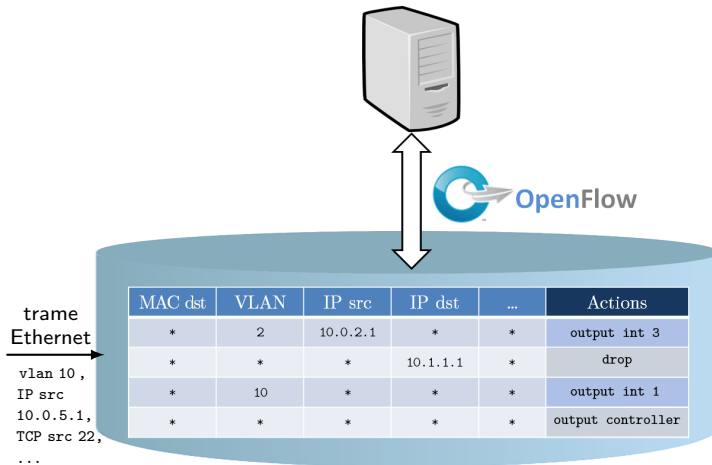 OpenFlow
trame
Ethernet
vlan 10 ,
IP src
10.0.5.1,
TCP src 22,
...
MAC dst VLAN IP src IP dst ... Actions
* 2 10.0.2.1 * * output int 3
* * * 10.1.1.1 * drop
* 10 * * * output int 1
* * * * * output controller